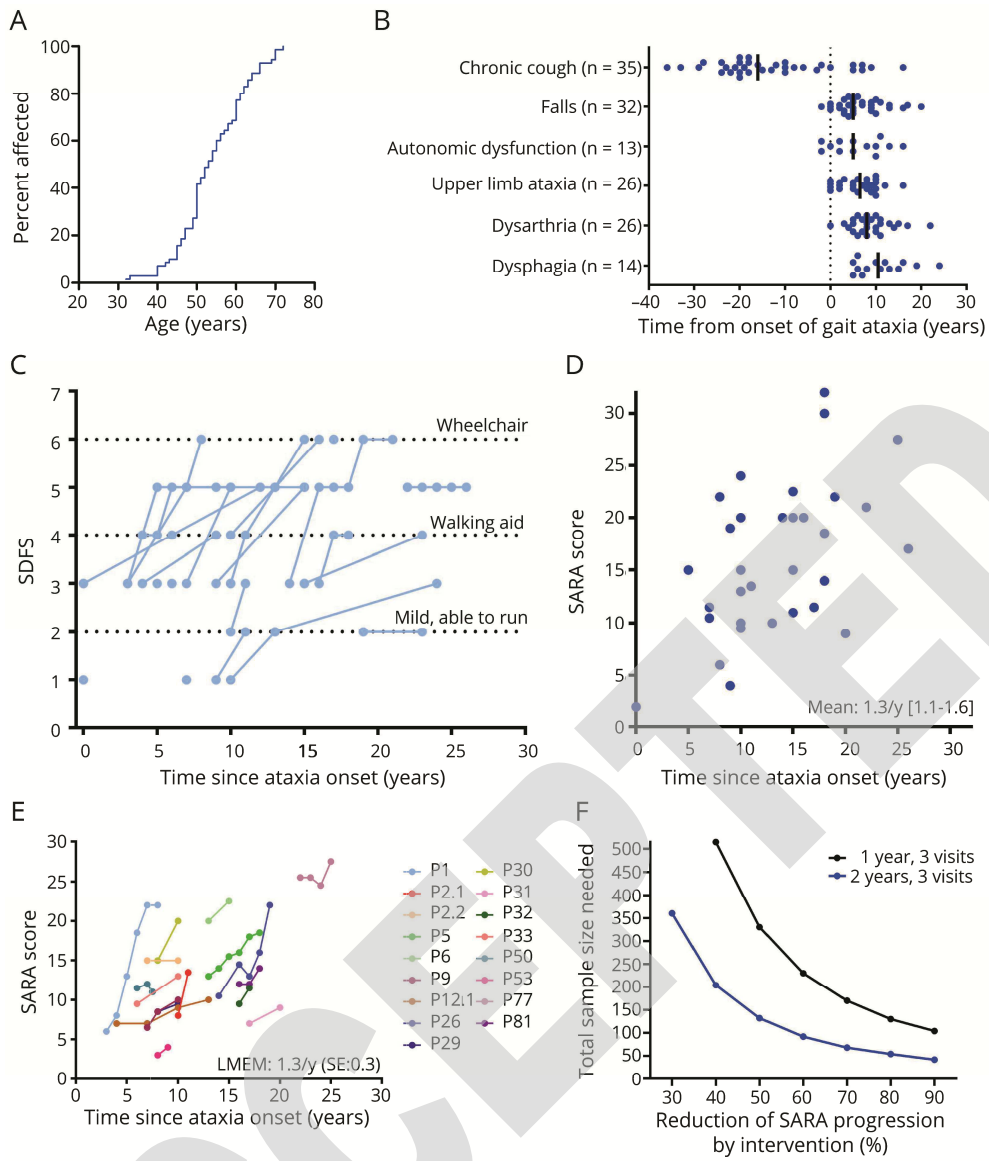 A
100
80
60
40
20
0
Percent affected
20 30 40 50 60 70 80
Age (years)
B
Chronic cough (n = 35)
Falls (n = 32)
Autonomic dysfunction (n = 13)
Upper limb ataxia (n – 26)
Dysarthria (n = 26)
Dysphagia (n = 14)
–40 –30 –20 –10 0 10 20 30
Time from onset of gait ataxia (years)
C
7
6
5
4
3
2
1
0
SDFS
Wheelchair
Walking aid
Mild, able to run
0 5 10 15 20 25 30
Time since ataxia onset (years)
D
30
25
20
15
10
5
0
SARA score
Mean: 1.3/y [1.1-1.6]
0 5 10 15 20 25 30
Time since ataxia onset (years)
E
30
25
20
15
10
5
0
SARA score
LMEM: 1.3/y (SE:0.3)
0 5 10 15 20 25 30
Time since ataxia onset (years)
P1 P30
P2.1 P31
P2.2 P32
P5 P33
P6 P50
P9 P53
P12.1 P77
P26 P81
P29
F
500
450
400
350
300
250
200
150
100
50
0
Total sample size needed
1 year, 3 visits
2 years, 3 visits
30 40 50 60 70 80 90
Reduction of SARA progression
by intervention (%)